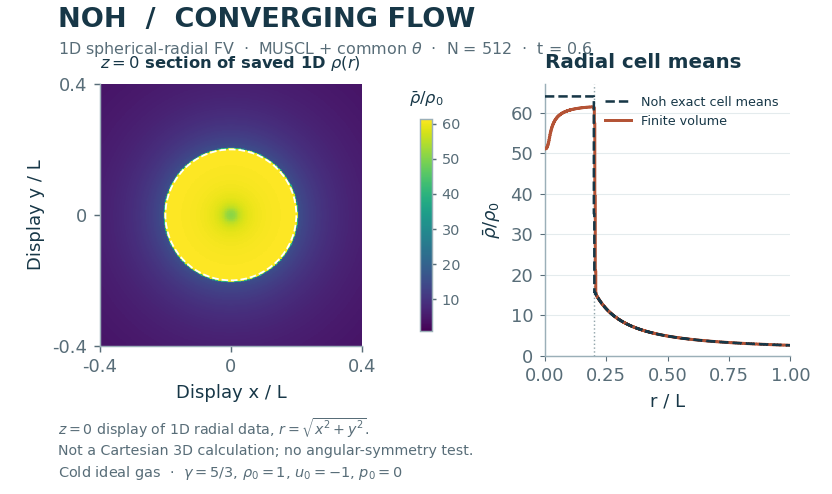 NOH / CONVERGING FLOW
1D spherical-radial FV · MUSCL + common θ · N = 512 · t = 0.6
z = 0 section of saved 1D ρ(r)
Radial cell means
ρ̄/ρ₀
0.4
0
-0.4
Display y / L
-0.4 0 0.4
Display x / L
60
50
40
30
20
10
Noh exact cell means
Finite volume
ρ̄/ρ₀
60
50
40
30
20
10
0
0.00 0.25 0.50 0.75 1.00
r / L
z = 0 display of 1D radial data, r = √x² + y².
Not a Cartesian 3D calculation; no angular-symmetry test.
Cold ideal gas · γ = 5/3, ρ₀ = 1, u₀ = −1, p₀ = 0